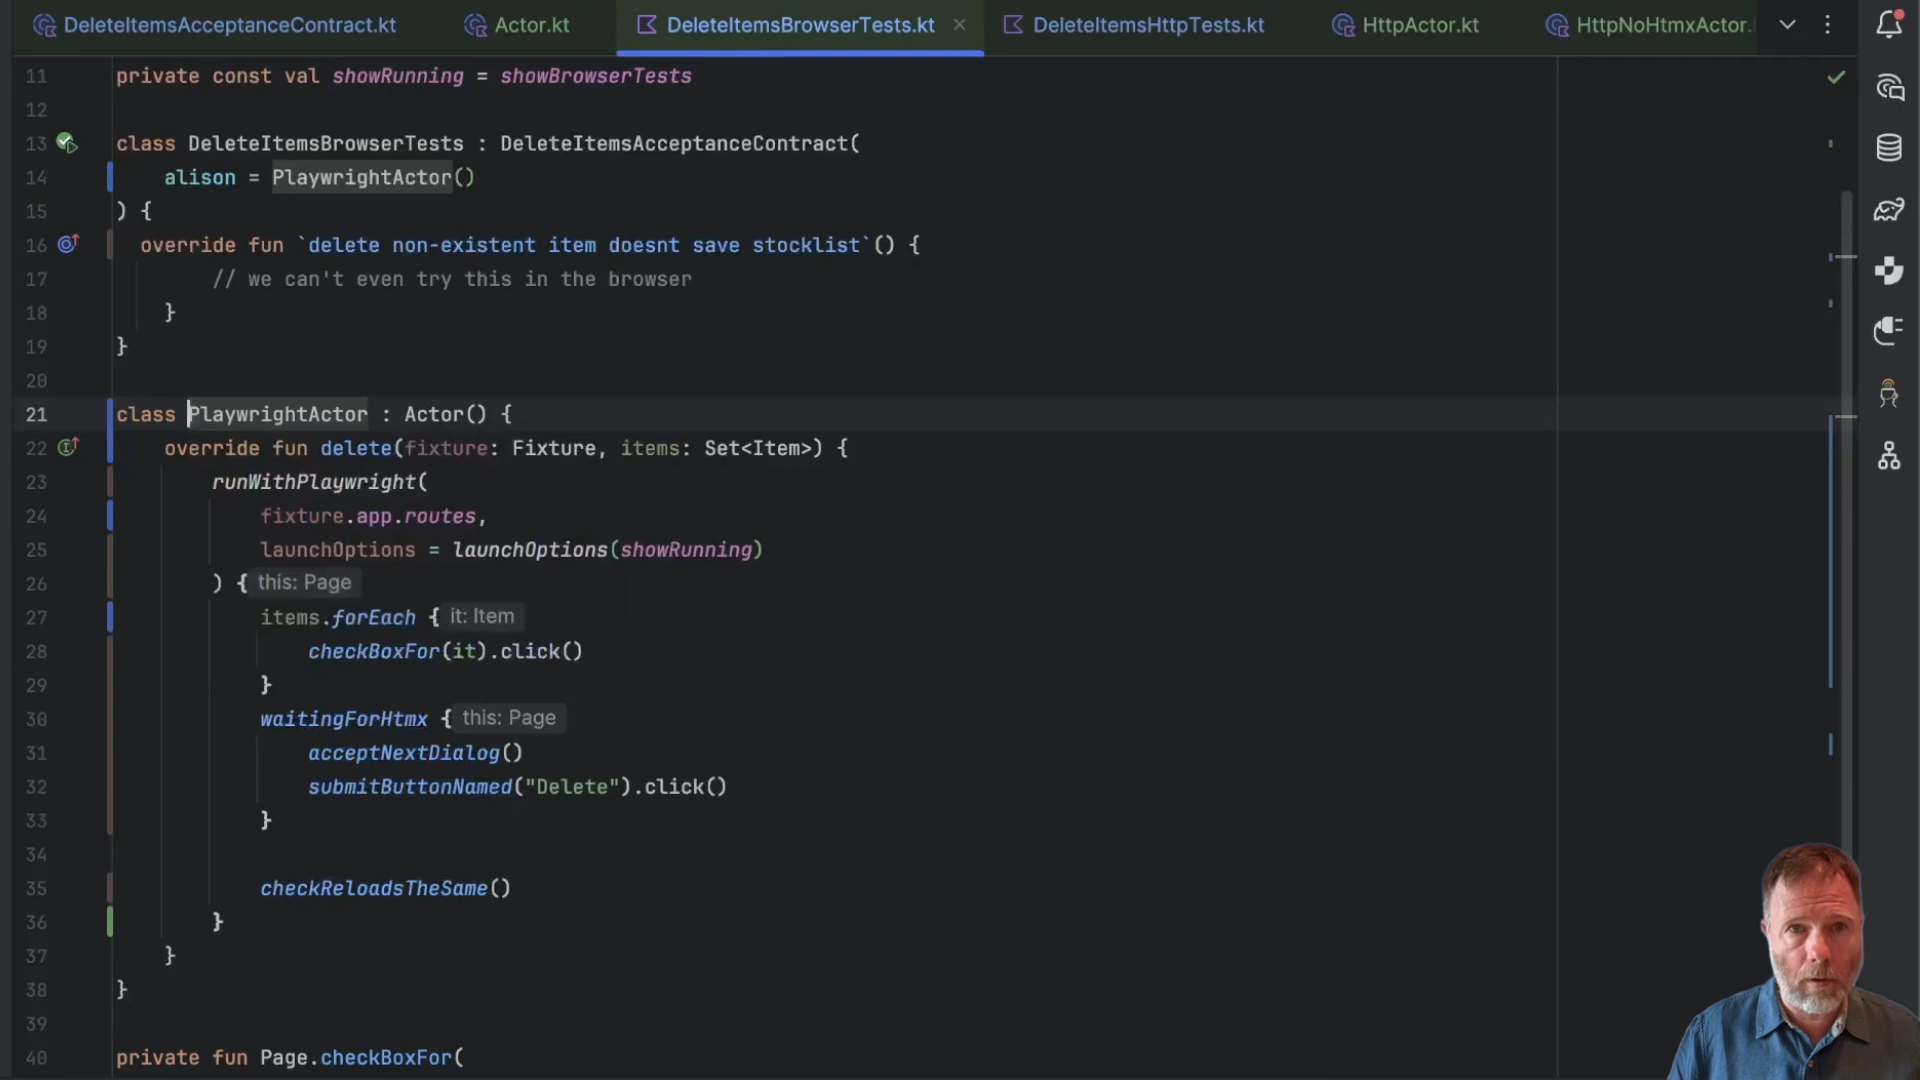 DeleteItemsAcceptanceContract.kt Actor.kt DeleteItemsBrowserTests.kt DeleteItemsHttpTests.kt HttpActor.kt HttpNoHtmxActor.
11 private const val showRunning = showBrowserTests
12
13 class DeleteItemsBrowserTests : DeleteItemsAcceptanceContract(
14 alison = PlaywrightActor()
15 ) {
16 override fun `delete non-existent item doesnt save stocklist`() {
17 // we can't even try this in the browser
18 }
19 }
20
21 class PlaywrightActor : Actor() {
22 override fun delete(fixture: Fixture, items: Set<Item>) {
23 runWithPlaywright(
24 fixture.app.routes,
25 launchOptions = launchOptions(showRunning)
26 ) { this: Page
27 items.forEach { it: Item
28 checkBoxFor(it).click()
29 }
30 waitingForHtmx { this: Page
31 acceptNextDialog()
32 submitButtonNamed("Delete").click()
33 }
34
35 checkReloadsTheSame()
36 }
37 }
38 }
39
40 private fun Page.checkBoxFor(